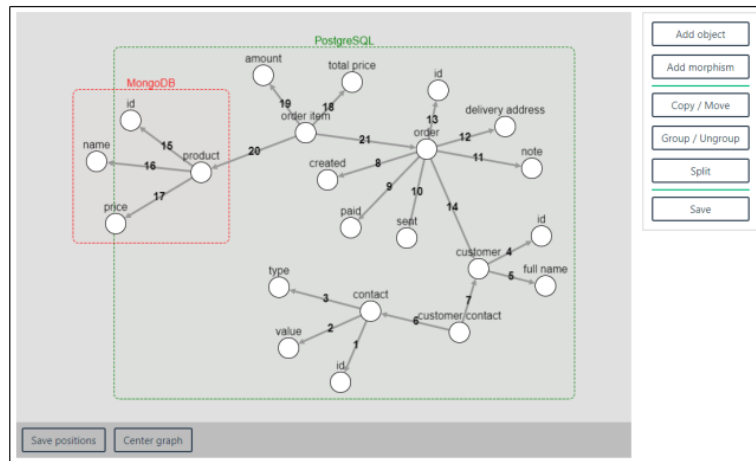 PostgreSQL
MongoDB
amount
total price
id
delivery address
id
name
price
product
order item
order
created
paid
sent
note
customer
id
full name
customer contact
contact
type
value
id
1
2
3
4
5
6
7
8
9
10
11
12
13
14
15
16
17
18
19
20
21
Add object
Add morphism
Copy / Move
Group / Ungroup
Split
Save
Save positions
Center graph